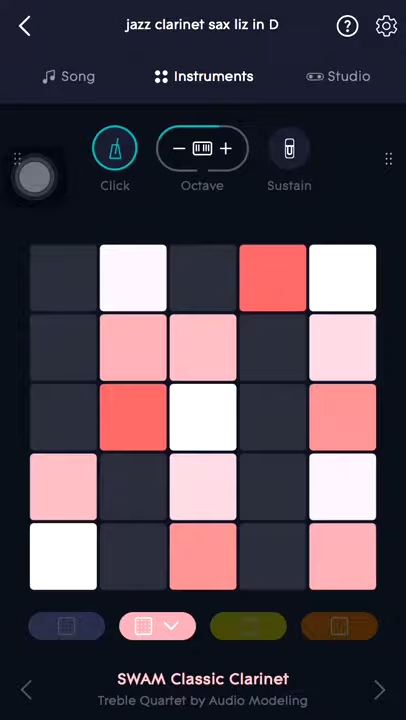 jazz clarinet sax liz in D
?
Song
Instruments
Studio
Click
Octave
Sustain
SWAM Classic Clarinet
Treble Quartet by Audio Modeling